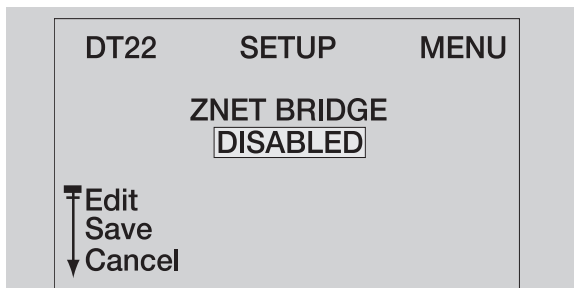 DT22 SETUP MENU
ZNET BRIDGE
DISABLED
Edit
Save
Cancel